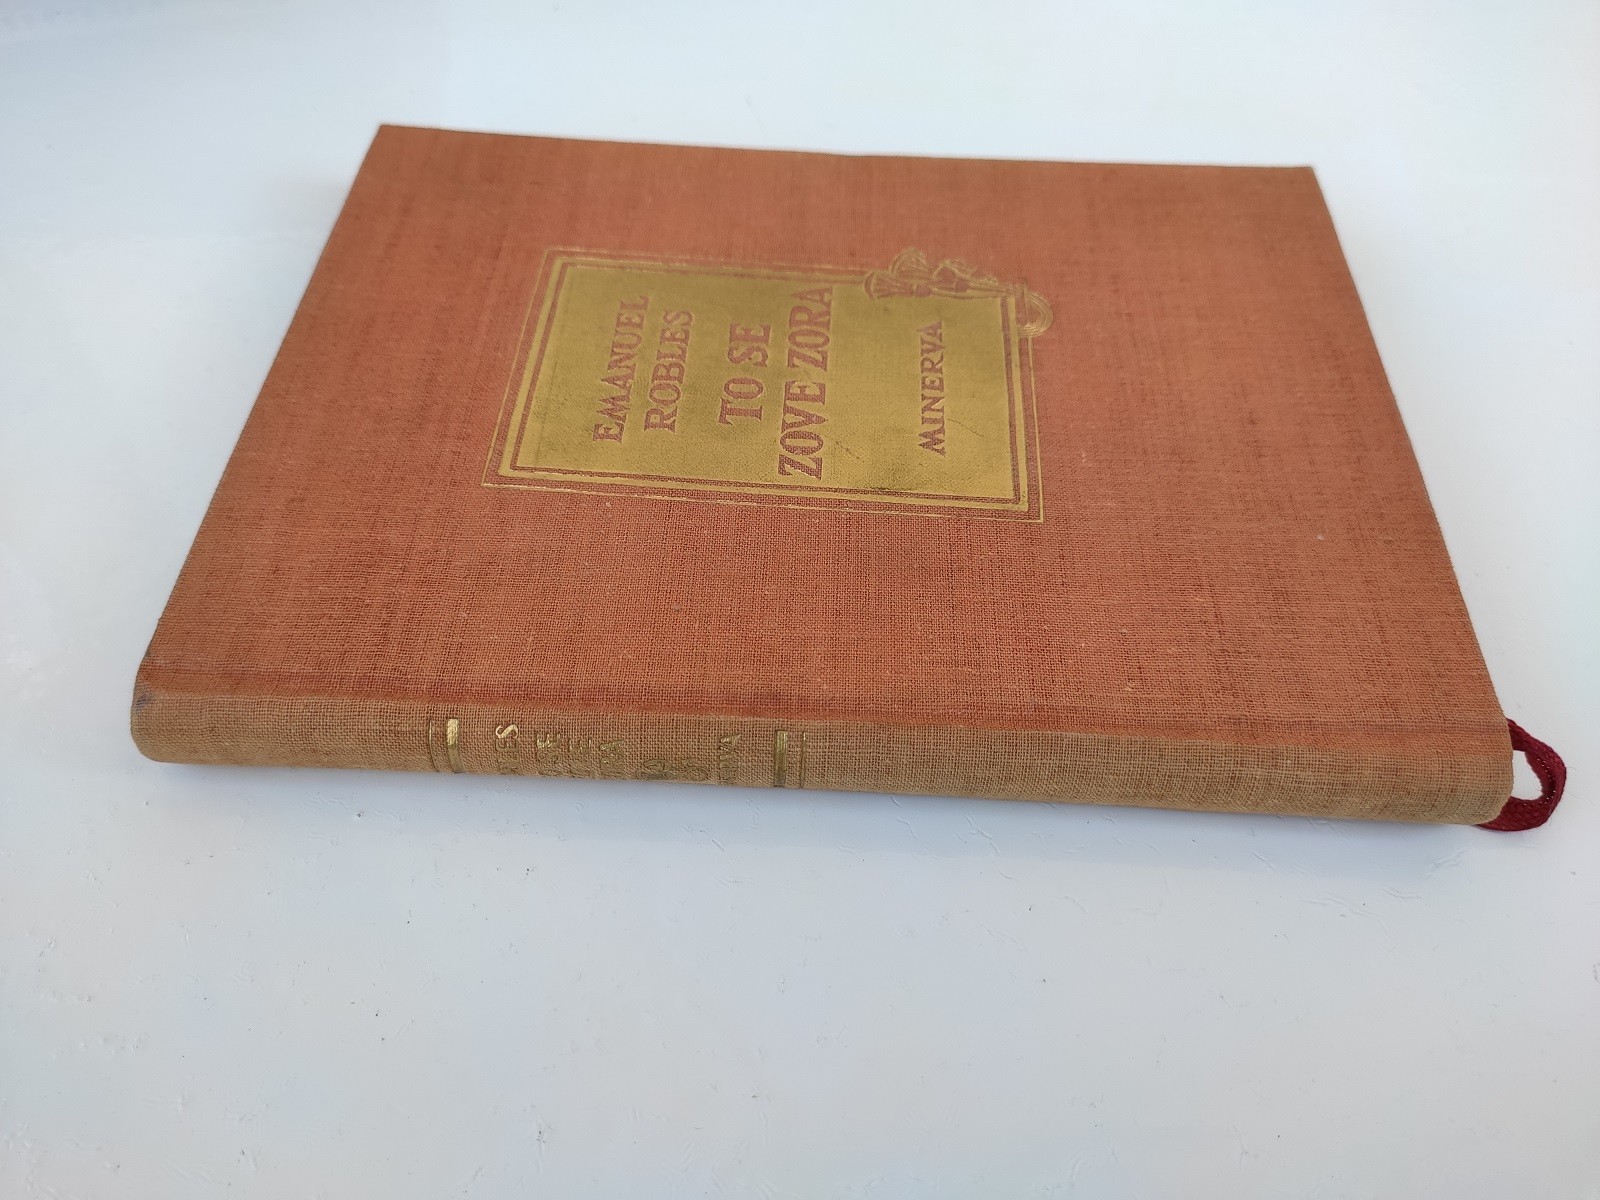 EMANUEL
ROBLES
TO SE
ZOVE ZORA
MINERVA